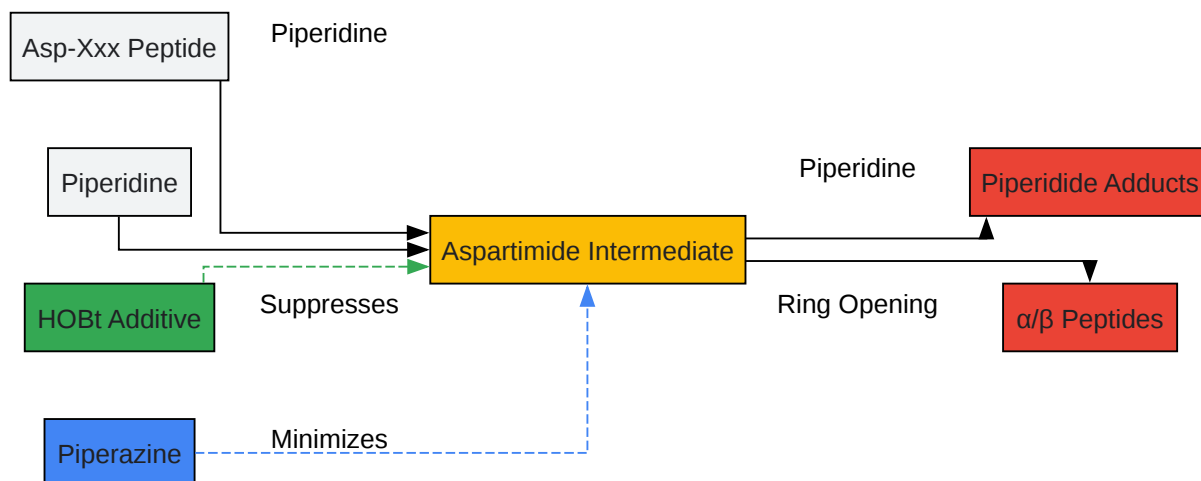 Asp-Xxx Peptide
Piperidine
Piperidine
Piperidine
Piperidide Adducts
Aspartimide Intermediate
HOBt Additive
Suppresses
Ring Opening
α/β Peptides
Piperazine
Minimizes